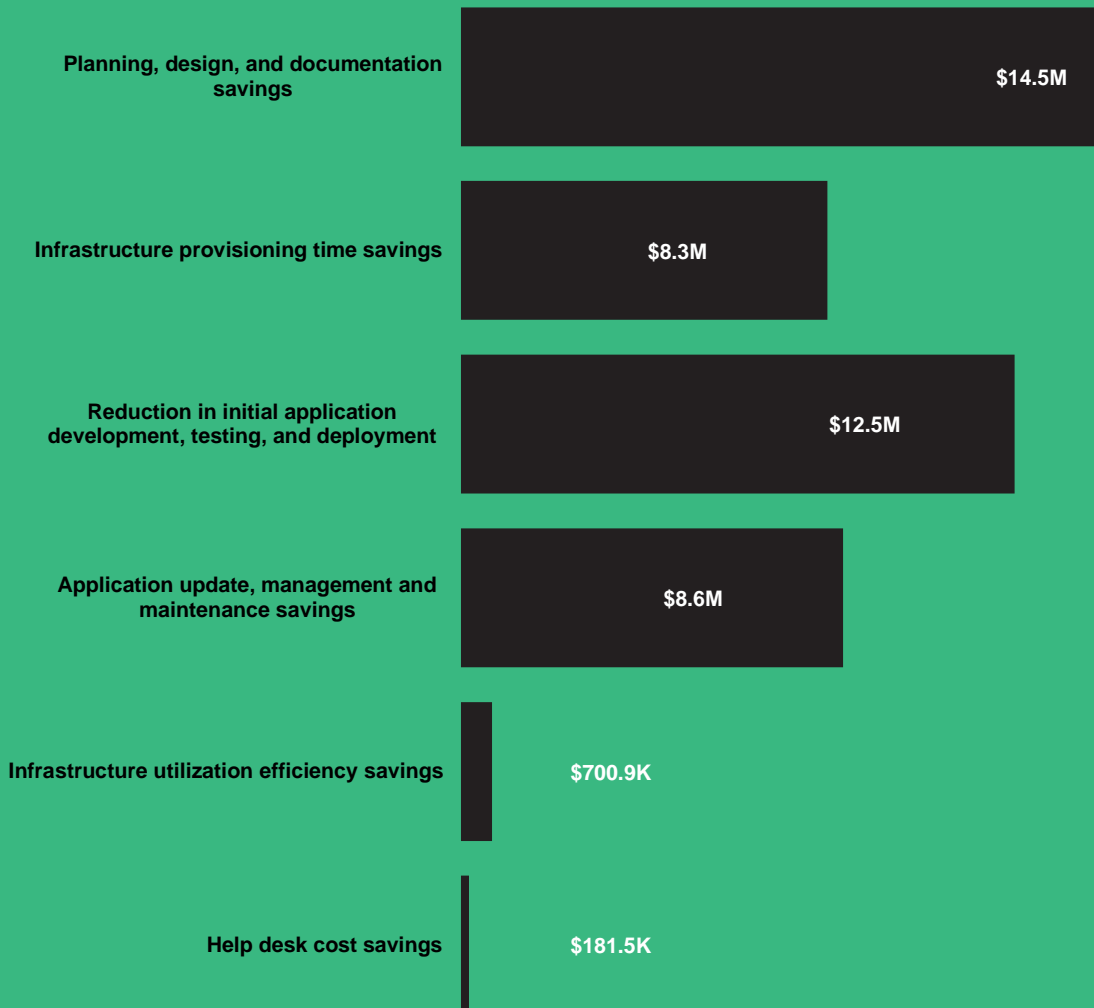 Planning, design, and documentation
savings
$14.5M
Infrastructure provisioning time savings
$8.3M
Reduction in initial application
development, testing, and deployment
$12.5M
Application update, management and
maintenance savings
$8.6M
Infrastructure utilization efficiency savings
$700.9K
Help desk cost savings
$181.5K